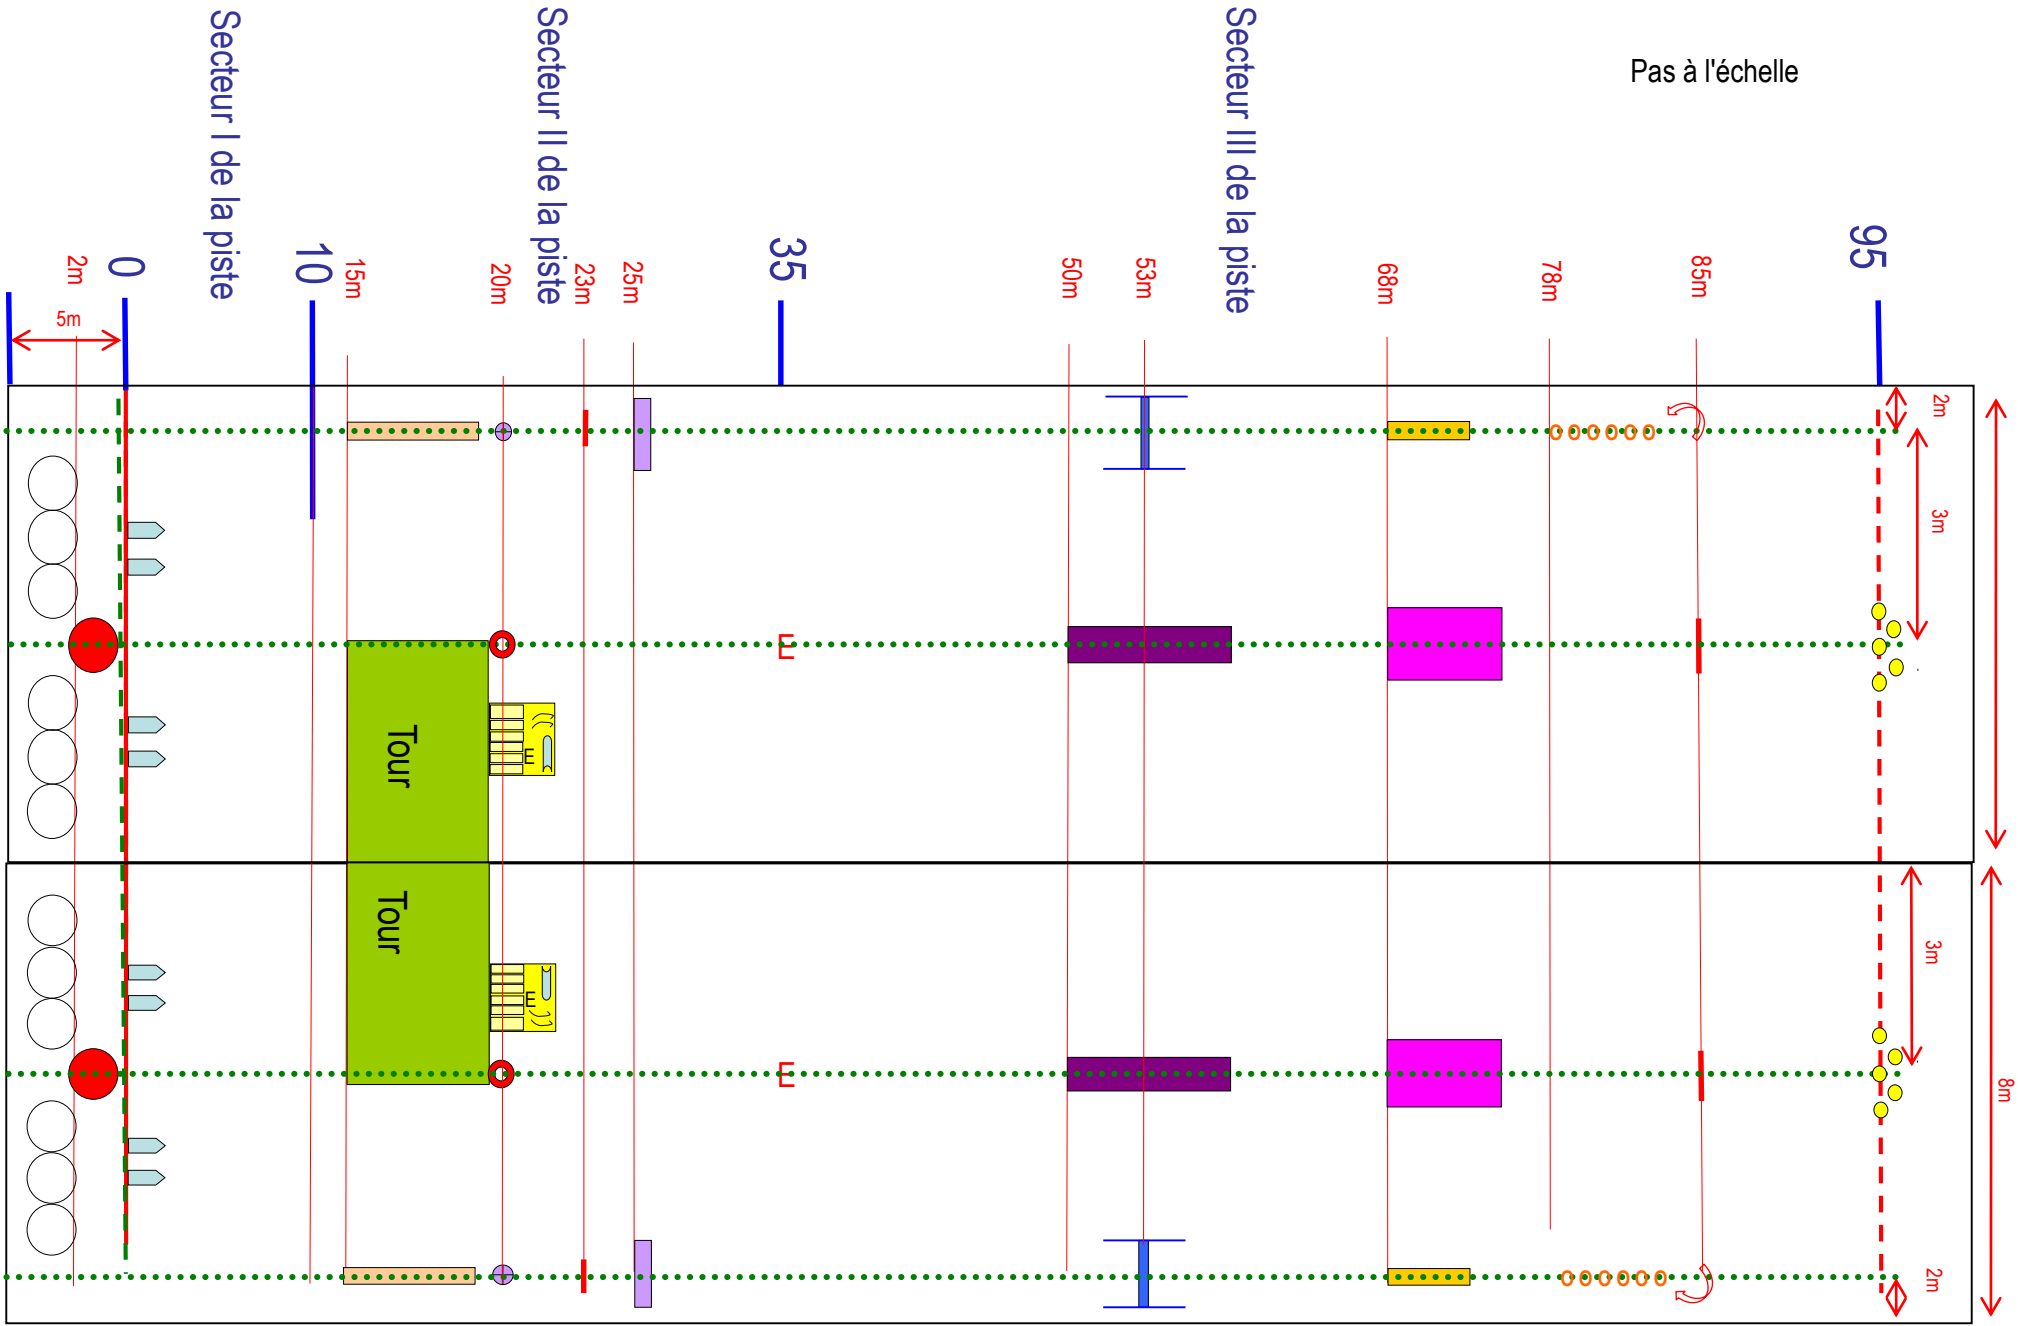 Pas à l'échelle
Secteur I de la piste
Secteur II de la piste
Secteur III de la piste
2m
0
10
15m
20m
23m
25m
35
50m
53m
68m
78m
85m
95
5m
2m
3m
E
Tour
E
Tour
E
3m
E
8m
2m